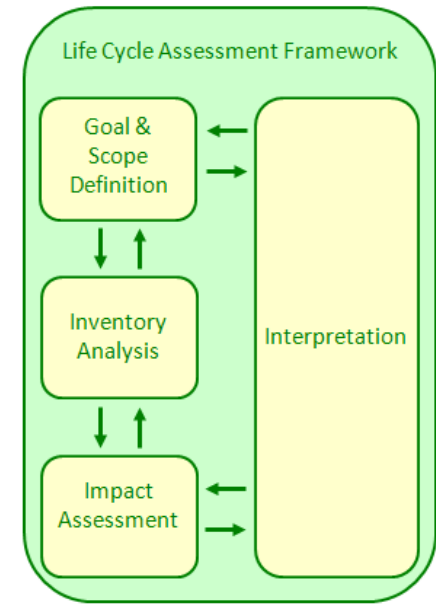 Life Cycle Assessment Framework
Goal &
Scope
Definition
Inventory
Analysis
Interpretation
Impact
Assessment